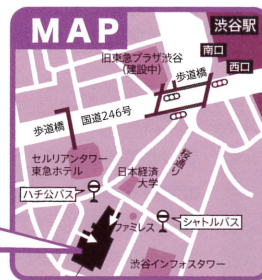 MAP
渋谷駅
旧東急プラザ渋谷
(建設中)
南口
西口
歩道橋
国道246号
歩道橋
セルリアンタワー
東急ホテル
日本経済
大学
桜通り
ハチ公バス
ファミレス
シャトルバス
渋谷インフォスタワー